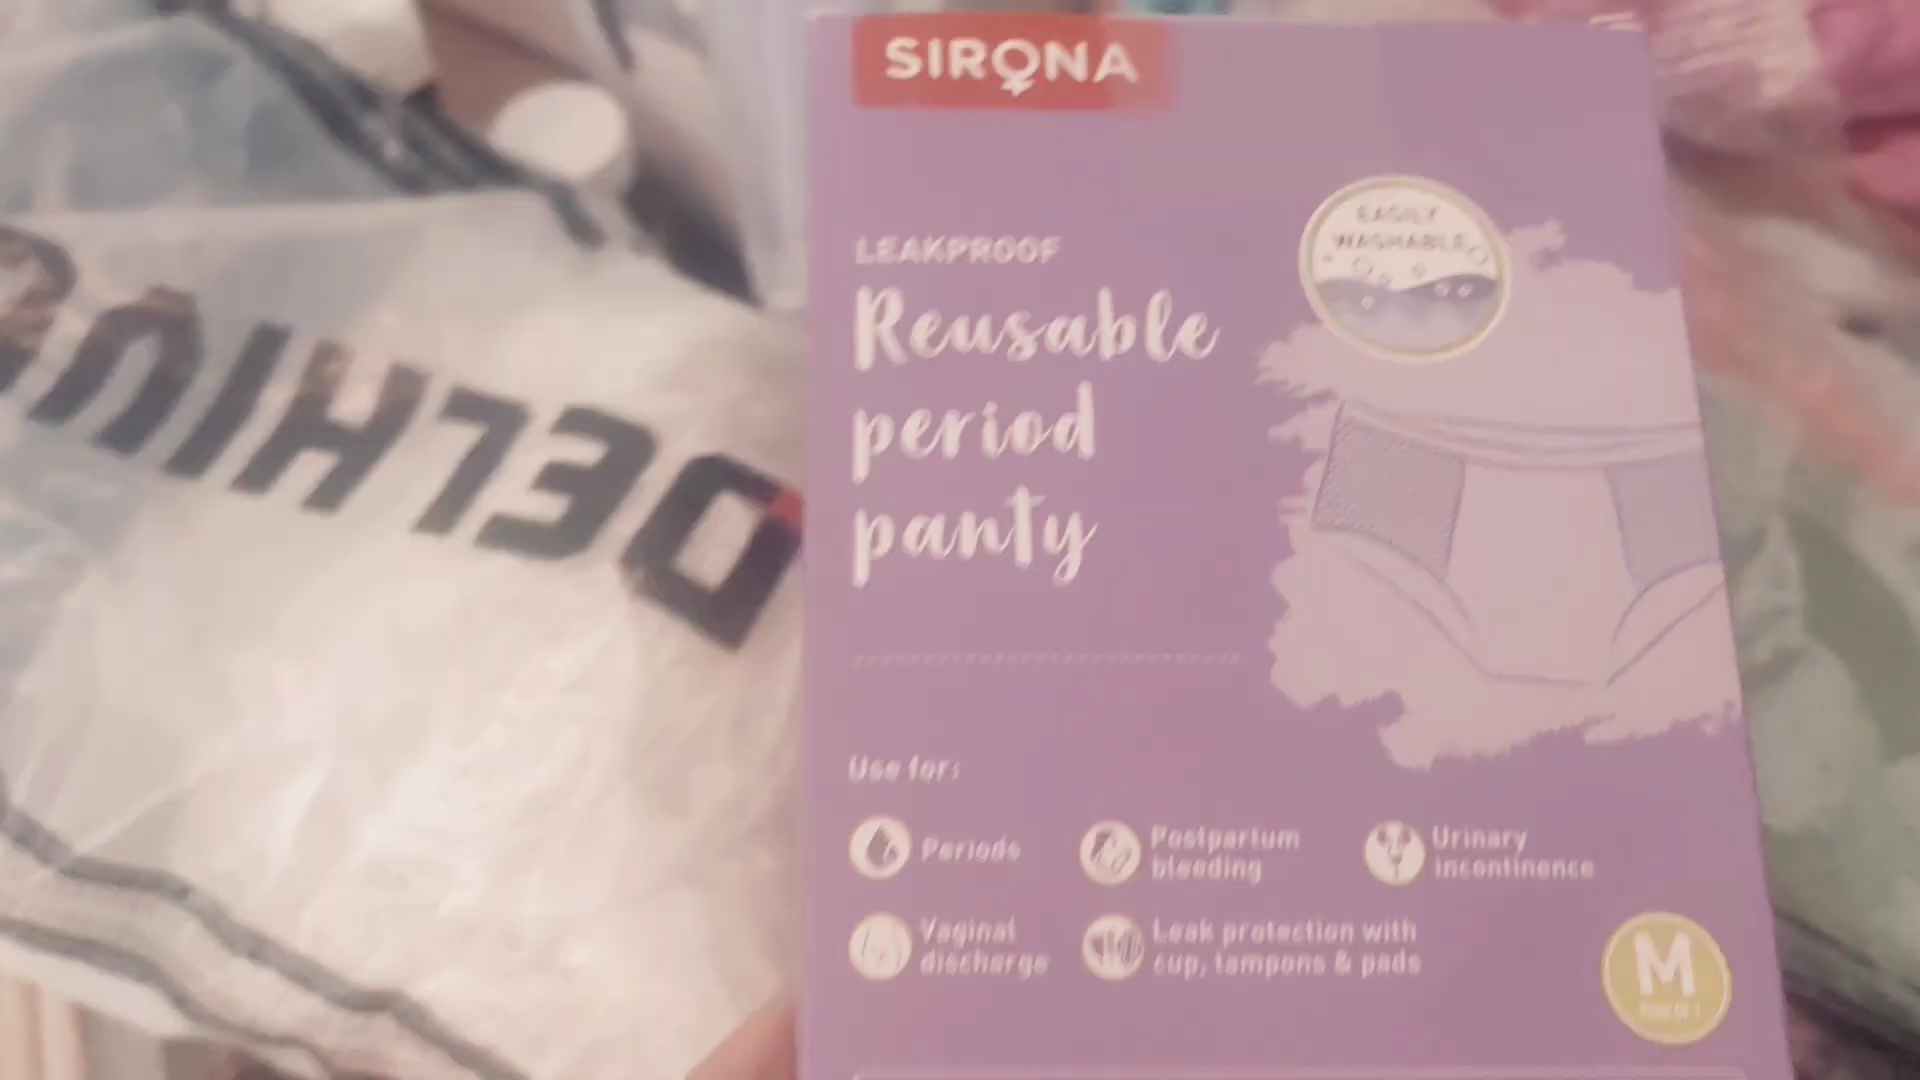 SIRONA
EASILY
WASHABLE
LEAKPROOF
Reusable
period
panty
Use for:
Periods
Postpartum
bleeding
Urinary
incontinence
Vaginal
discharge
Leak protection with
cup, tampons & pads
M
DELHIV